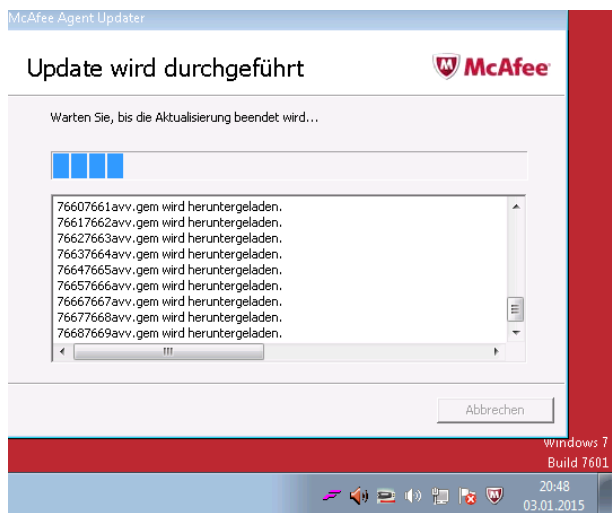 McAfee Agent Updater
Update wird durchgeführt
McAfee
Warten Sie, bis die Aktualisierung beendet wird...
76607661avv.gem wird heruntergeladen.
76617662avv.gem wird heruntergeladen.
76627663avv.gem wird heruntergeladen.
76637664avv.gem wird heruntergeladen.
76647665avv.gem wird heruntergeladen.
76657666avv.gem wird heruntergeladen.
76667667avv.gem wird heruntergeladen.
76677668avv.gem wird heruntergeladen.
76687669avv.gem wird heruntergeladen.
Abbrechen
Windows 7
Build 7601
20:48
03.01.2015